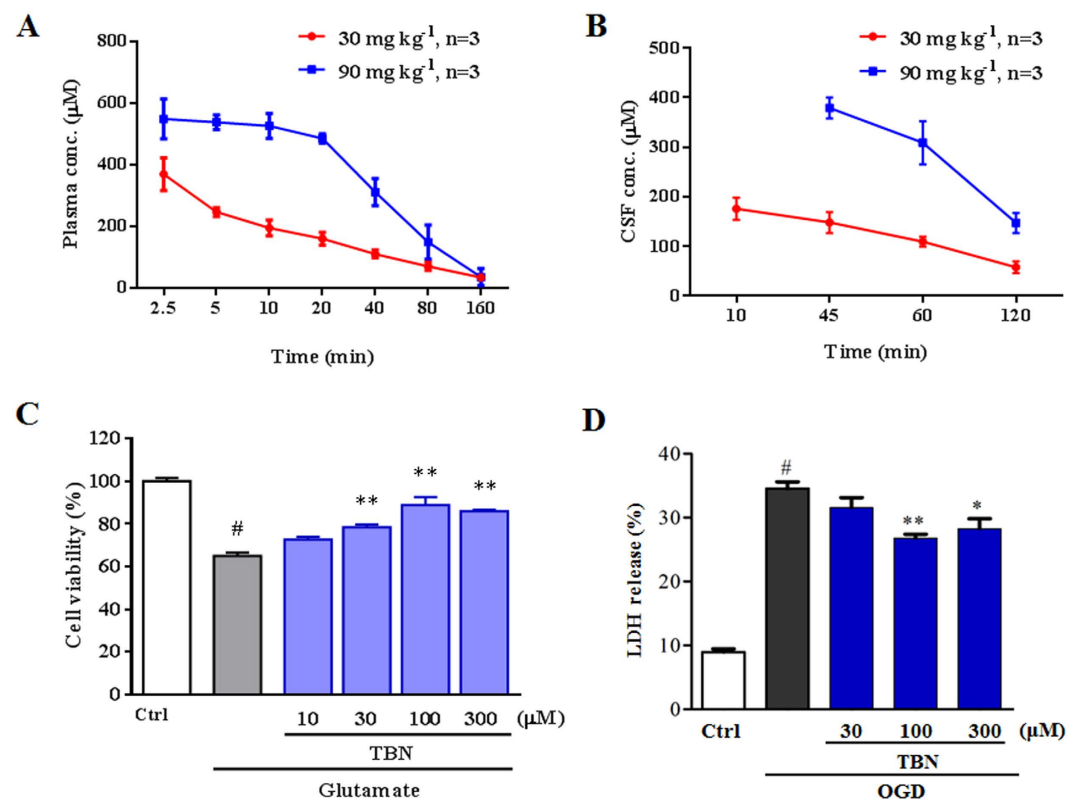 A
30 mg kg⁻¹, n=3
90 mg kg⁻¹, n=3
Plasma conc. (μM)
800
600
400
200
0
2.5 5 10 20 40 80 160
Time (min)
B
30 mg kg⁻¹, n=3
90 mg kg⁻¹, n=3
CSF conc. (μM)
500
400
300
200
100
0
10 45 60 120
Time (min)
C
Cell viability (%)
120
100
80
60
40
20
0
#
**
**
**
Ctrl 10 30 100 300 (μM)
TBN
Glutamate
D
LDH release (%)
40
30
20
10
0
#
**
*
Ctrl 30 100 300 (μM)
TBN
OGD